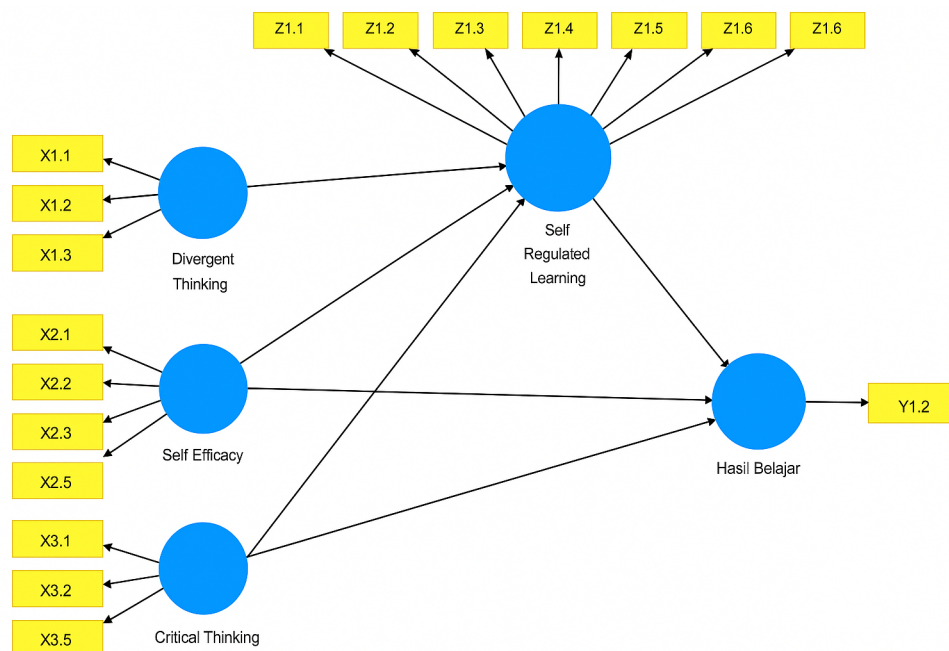 Z1.1 Z1.2 Z1.3 Z1.4 Z1.5 Z1.6 Z1.6
X1.1
X1.2
X1.3
Divergent
Thinking
Self
Regulated
Learning
X2.1
X2.2
X2.3
X2.5
Self Efficacy
Y1.2
Hasil Belajar
X3.1
X3.2
X3.5
Critical Thinking